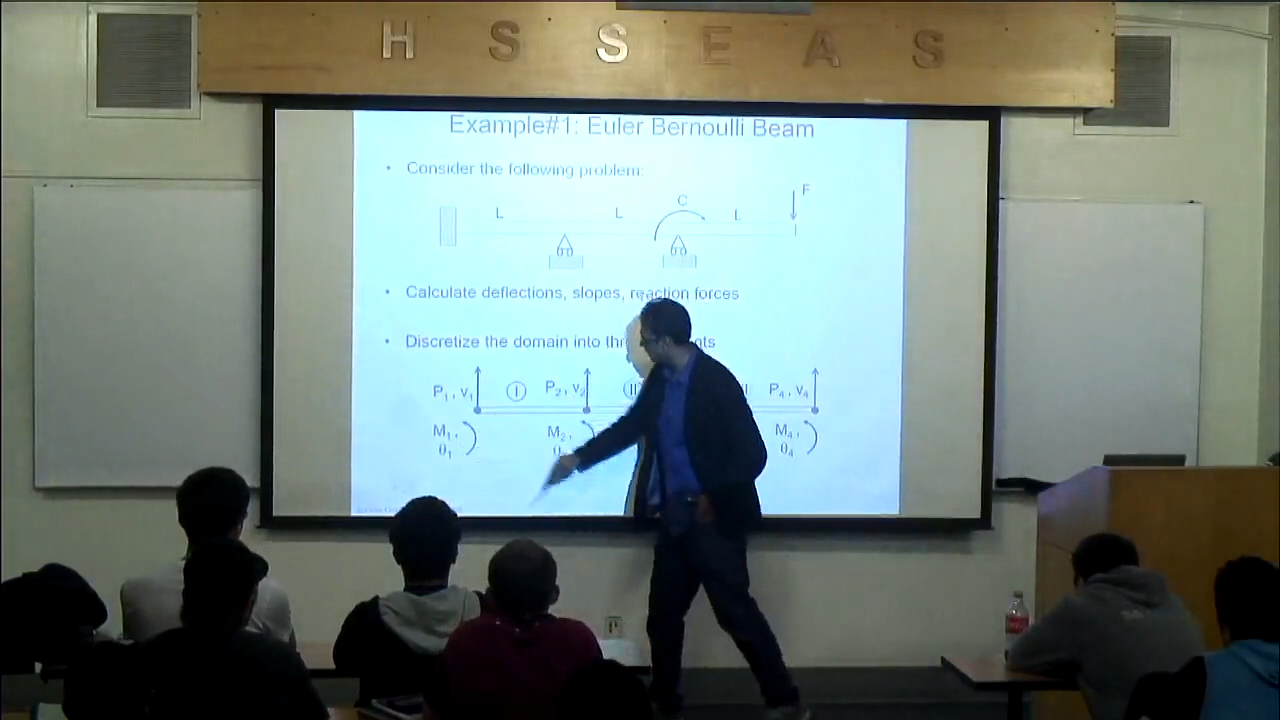 H S S E A S
Example#1: Euler Bernoulli Beam
• Consider the following problem:
L L C L F
• Calculate deflections, slopes, reaction forces
• Discretize the domain into
P1, v1 I P2, v2 II P4, v4
M1, M2, M4,
θ1 θ4